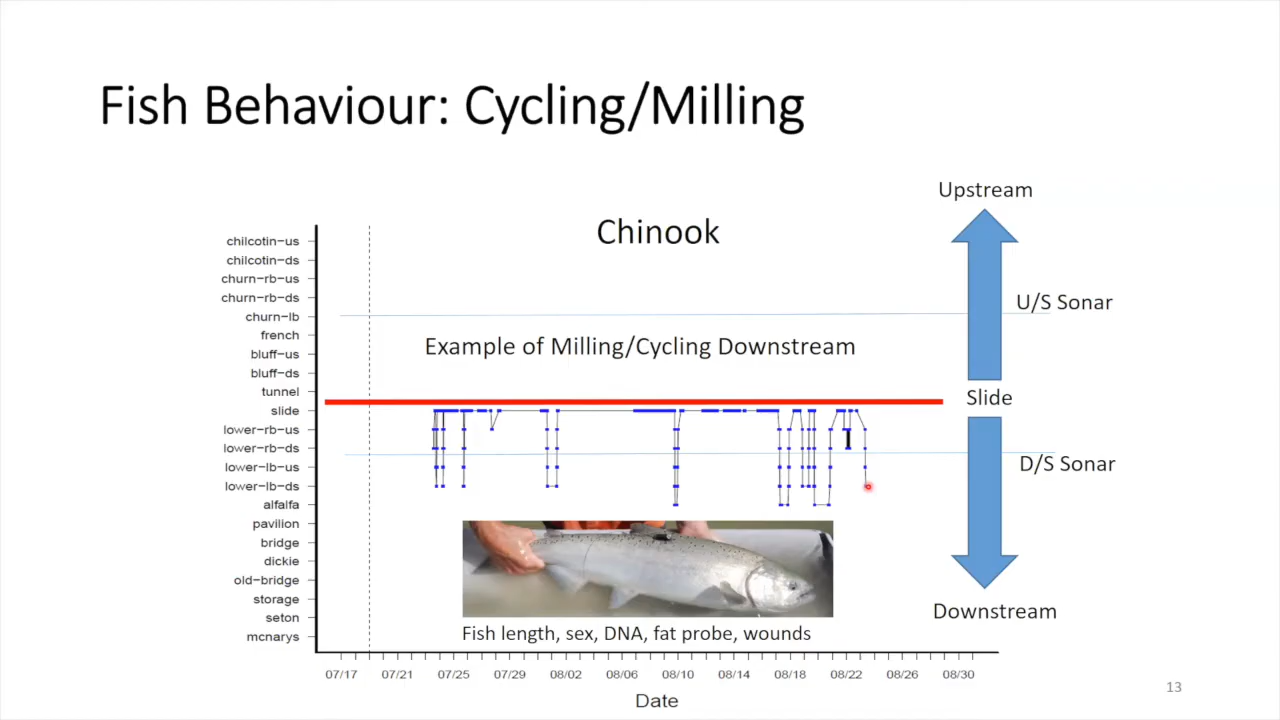 Fish Behaviour: Cycling/Milling
Upstream
Chinook
chilcotin-us
chilcotin-ds
churn-rb-us
churn-rb-ds
U/S Sonar
churn-lb
french
Example of Milling/Cycling Downstream
bluff-us
bluff-ds
tunnel
Slide
slide
lower-rb-us
lower-rb-ds
D/S Sonar
lower-lb-us
lower-lb-ds
alfalfa
pavilion
bridge
dickie
old-bridge
storage
Downstream
seton
Fish length, sex, DNA, fat probe, wounds
mcnarys
07/17 07/21 07/25 07/29 08/02 08/06 08/10 08/14 08/18 08/22 08/26 08/30
Date
13